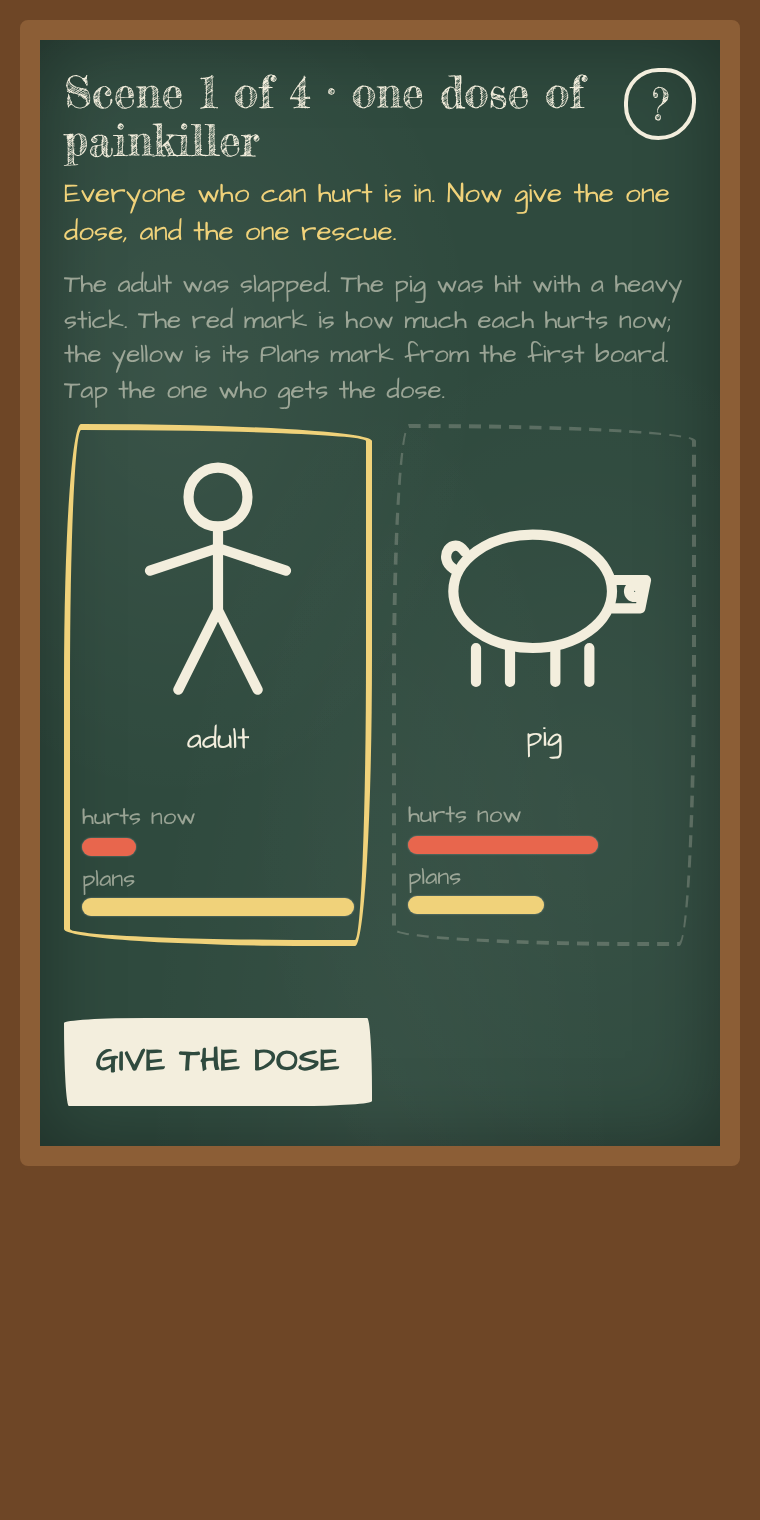 Scene 1 of 4 · one dose of
painkiller
?
Everyone who can hurt is in. Now give the one
dose, and the one rescue.
The adult was slapped. The pig was hit with a heavy
stick. The red mark is how much each hurts now;
the yellow is its Plans mark from the first board.
Tap the one who gets the dose.
adult
hurts now
plans
pig
hurts now
plans
GIVE THE DOSE